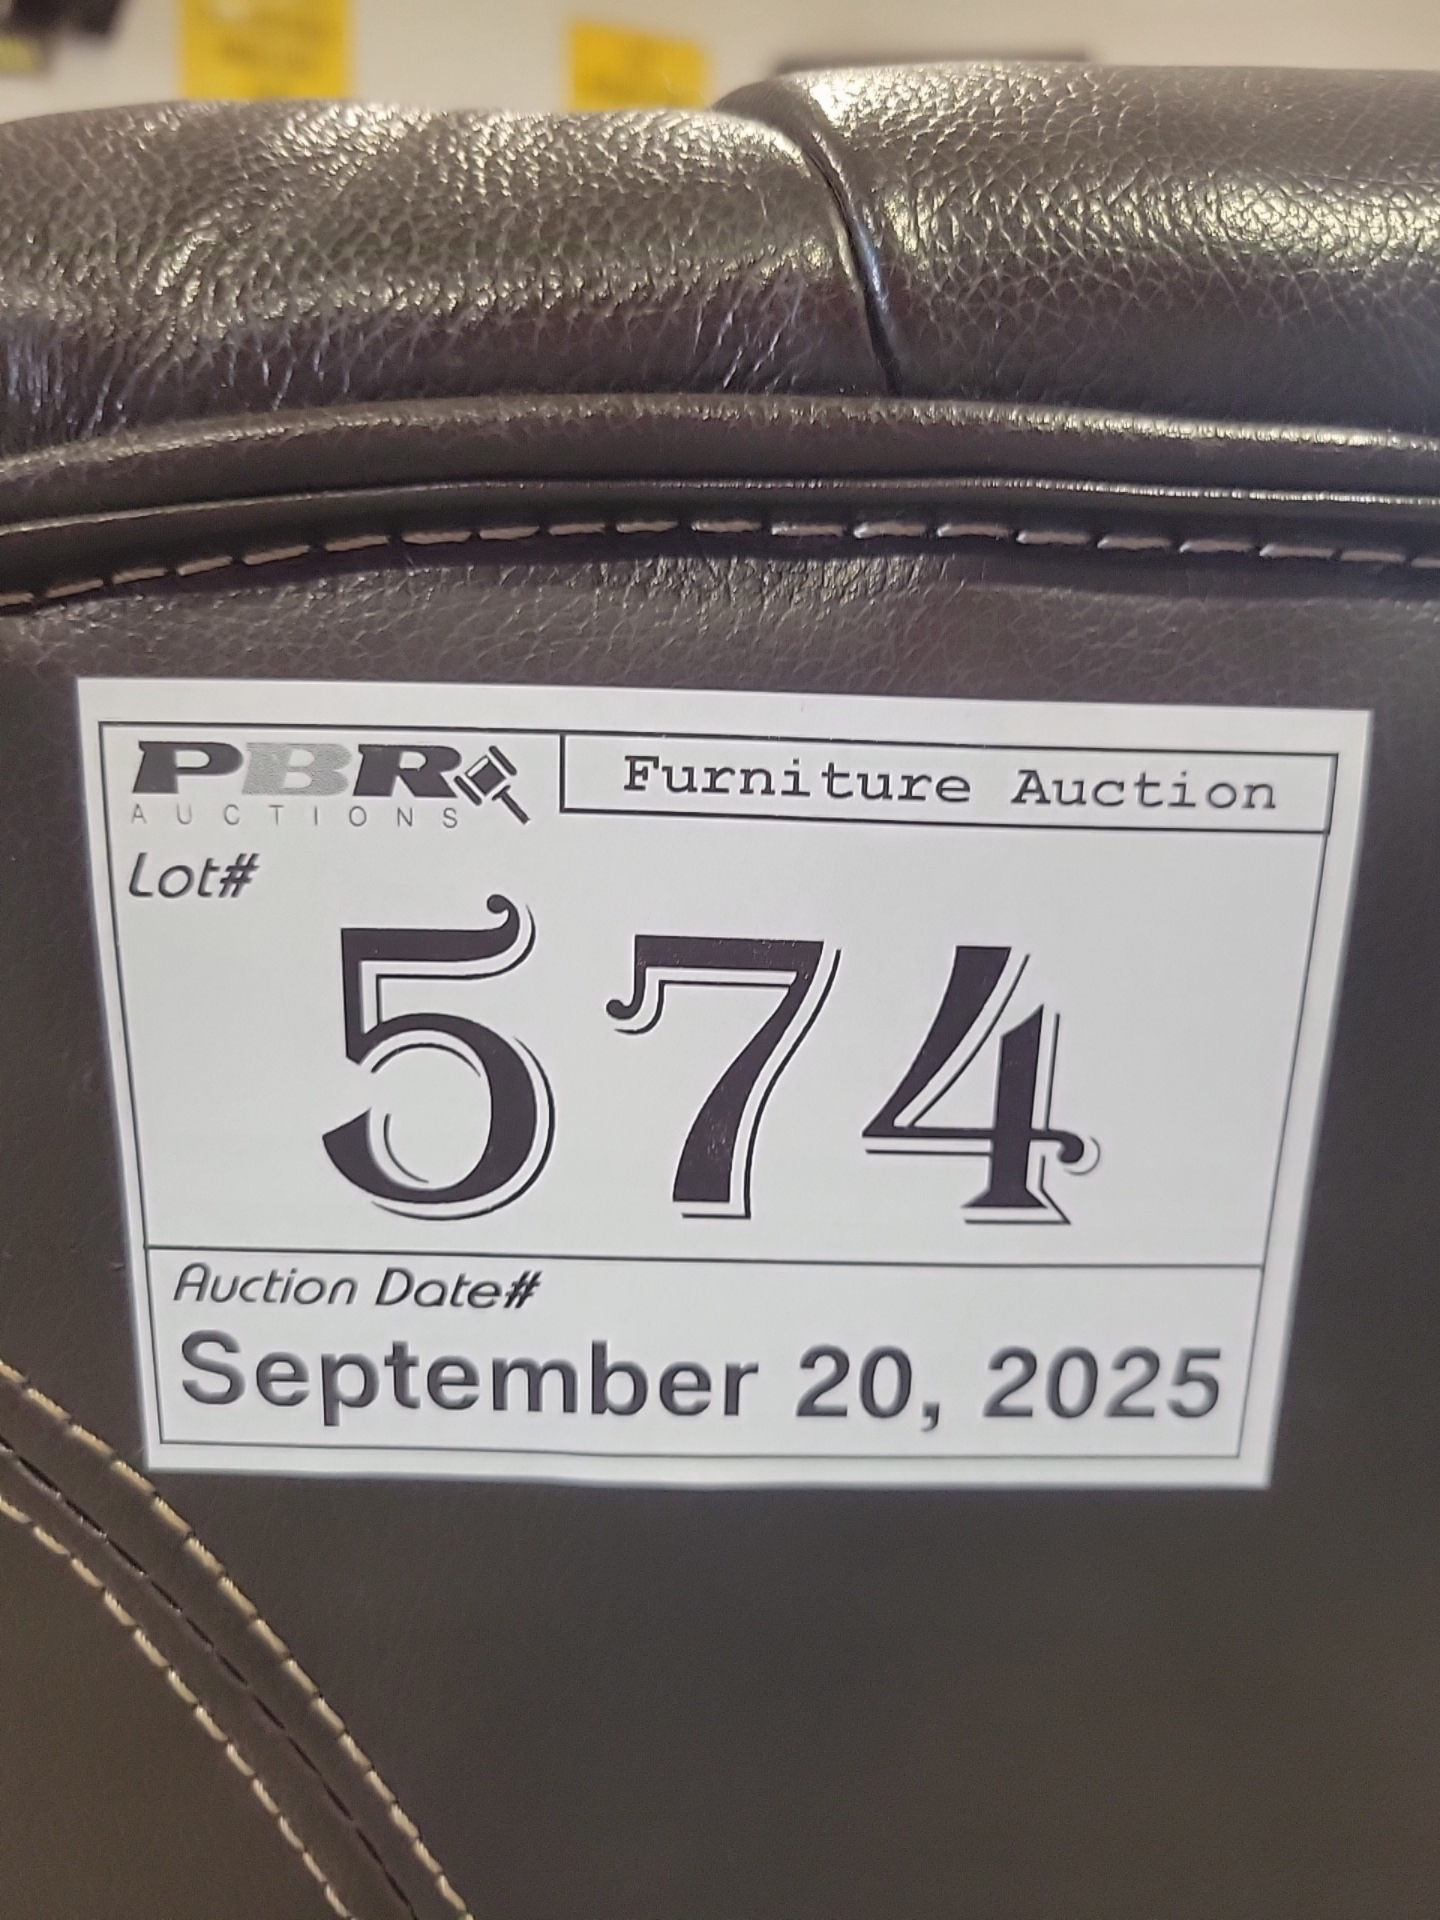 PBR
AUCTIONS
Furniture Auction
Lot#
574
Auction Date#
September 20, 2025